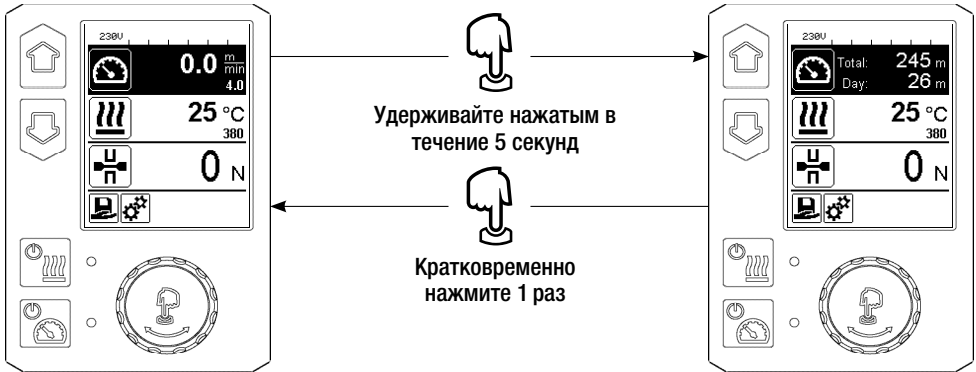 230V
0.0 m/min
4.0
25 °C
380
0 N
Удерживайте нажатым в
течение 5 секунд
Кратковременно
нажмите 1 раз
230V
Total: 245 m
Day: 26 m
25 °C
380
0 N